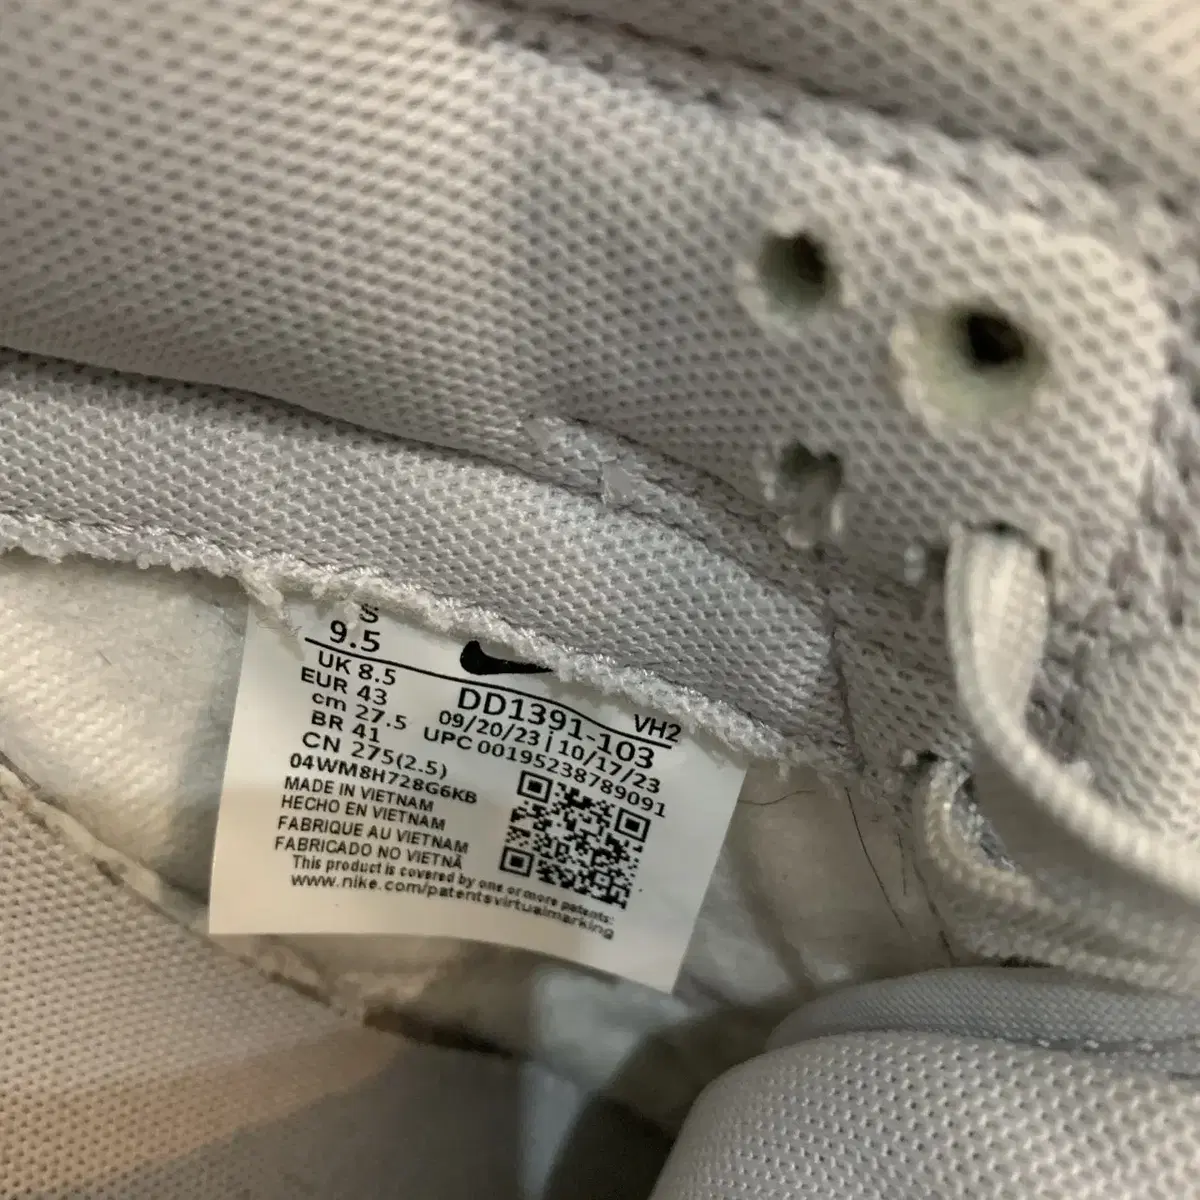 S
9.5
UK 8.5
EUR 43
cm 27.5
BR 41
CN 275(2.5)
04WM8H728G6KB
VH2
DD1391-103
09/20/23 | 10/17/23
UPC 00195238789091
MADE IN VIETNAM
HECHO EN VIETNAM
FABRIQUE AU VIETNAM
FABRICADO NO VIETNÃ
This product is covered by one or more patents:
www.nike.com/patentsvirtualmarking